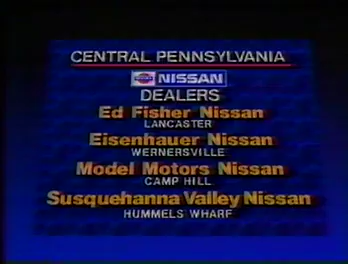 CENTRAL PENNSYLVANIA
NISSAN NISSAN
DEALERS
Ed Fisher Nissan
LANCASTER
Eisenhauer Nissan
WERNERSVILLE
Model Motors Nissan
CAMP HILL
Susquehanna Valley Nissan
HUMMELS WHARF